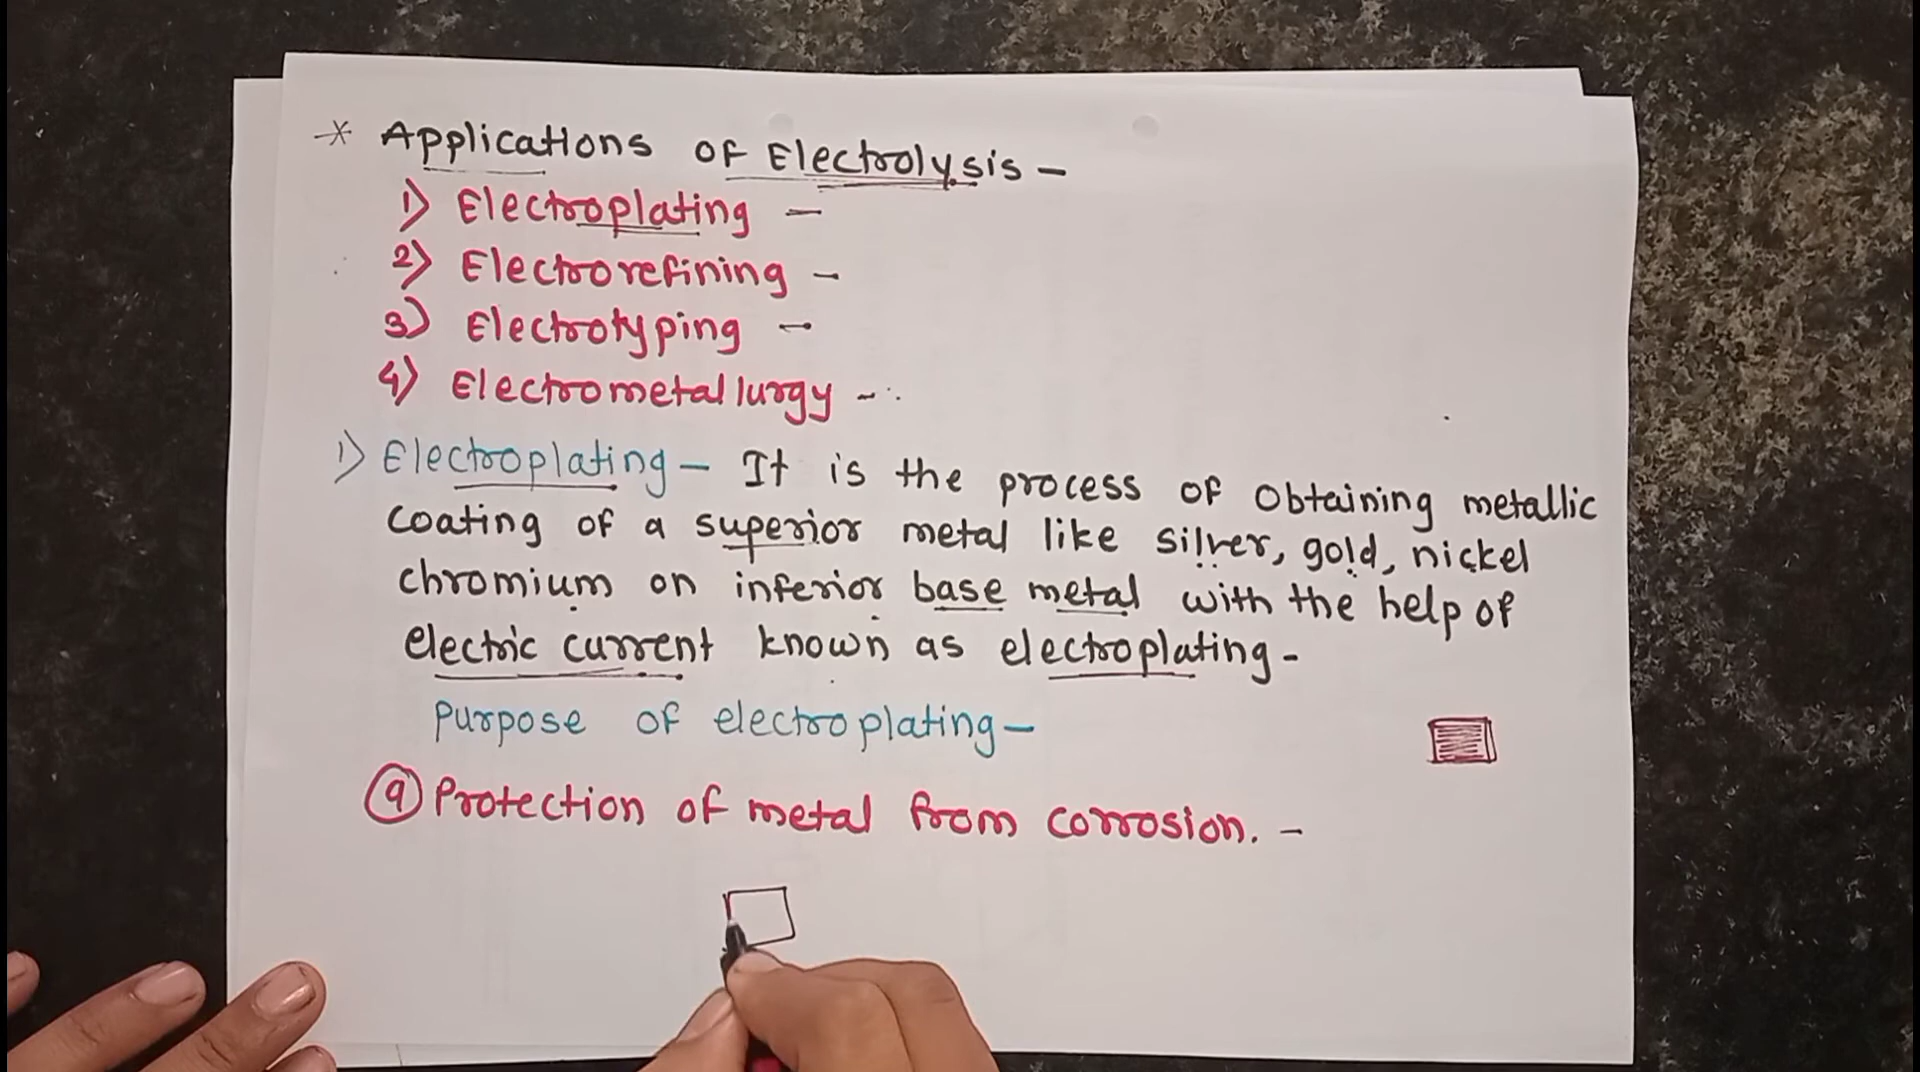 * Applications of Electrolysis -
1) Electroplating -
2) Electrorefining -
3) Electrotyping -
4) Electrometallurgy -
1) Electroplating - It is the process of obtaining metallic
coating of a superior metal like silver, gold, nickel
chromium on inferior base metal with the help of
electric current known as electroplating -
Purpose of electroplating -
(a) Protection of metal from corrosion. -